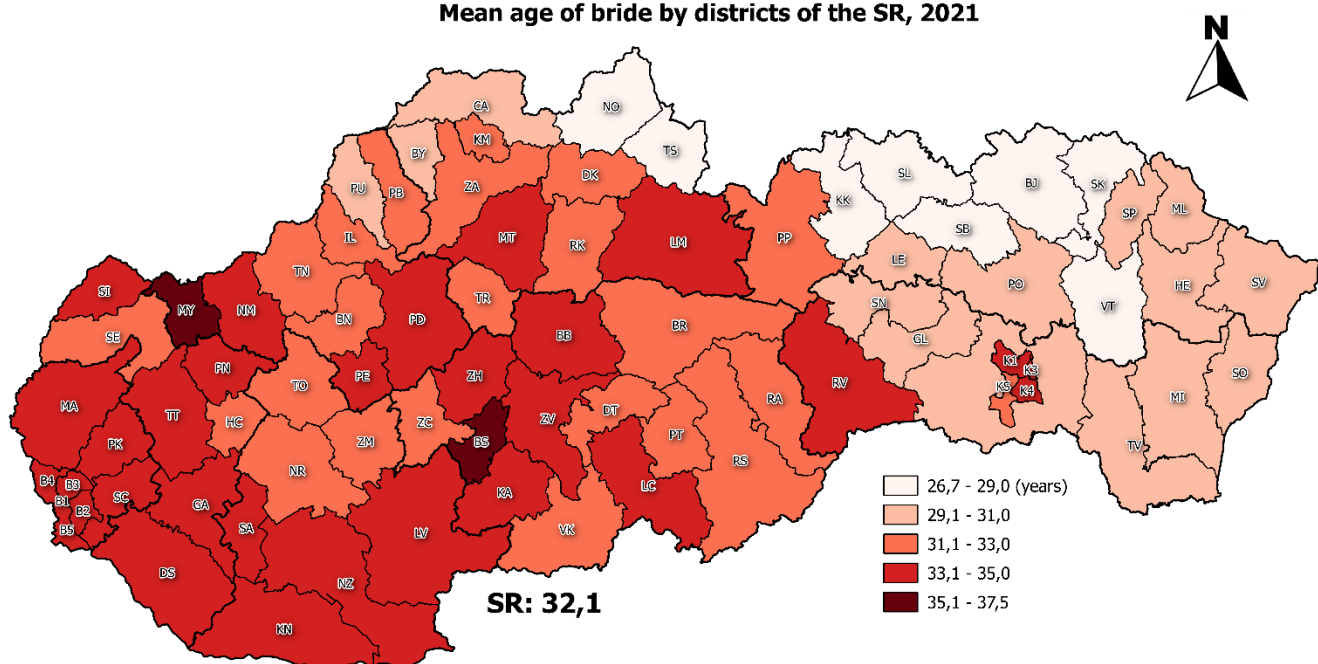 Mean age of bride by districts of the SR, 2021
N
CA
NO
TS
KM
BY
PU
PB
ZA
DK
IL
MT
RK
LM
PP
KK
SL
SB
BJ
SK
SP
ML
LE
PO
VT
HE
SV
SI
MY
NM
TN
SE
BN
PD
TR
BB
BR
RV
SN
GL
K1
K3
KS
K4
MI
SO
TV
PN
PE
ZH
TO
MA
TT
PK
HC
ZM
ZC
BS
ZV
DT
PT
RA
RS
NR
B4
B3
B1
B2
B5
SC
GA
SA
LV
KA
LC
VK
DS
NZ
KN
26,7 - 29,0 (years)
29,1 - 31,0
31,1 - 33,0
33,1 - 35,0
35,1 - 37,5
SR: 32,1